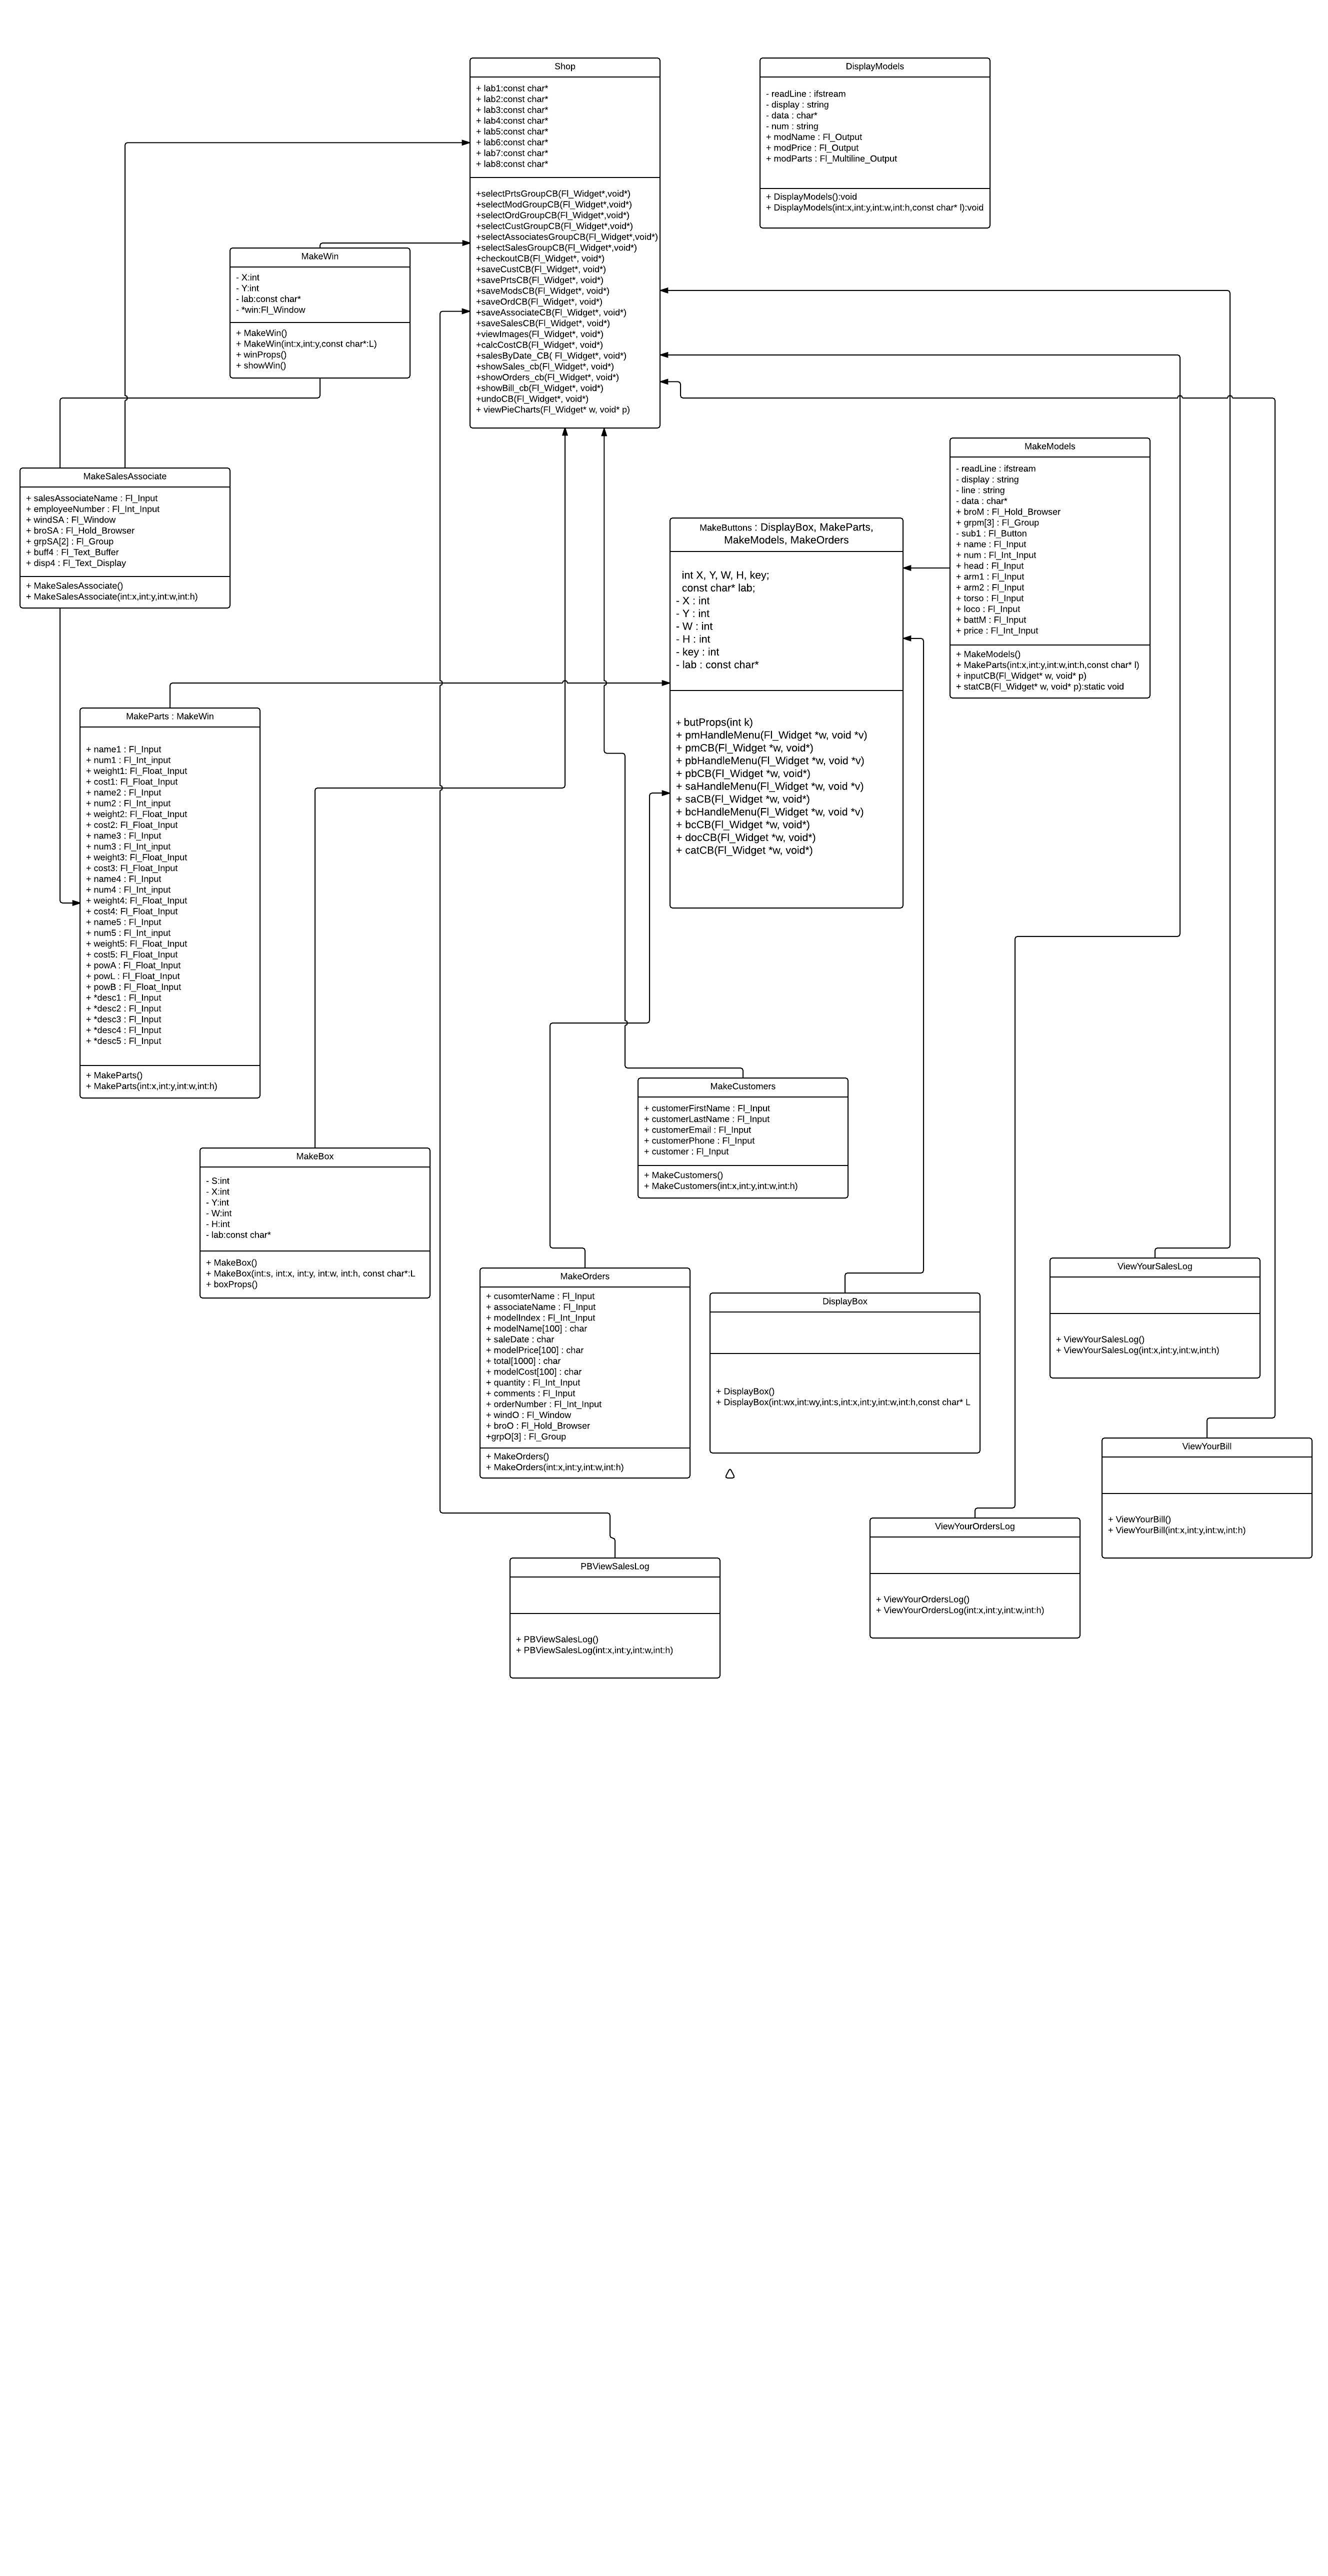 Shop
+ lab1:const char*
+ lab2:const char*
+ lab3:const char*
+ lab4:const char*
+ lab5:const char*
+ lab6:const char*
+ lab7:const char*
+ lab8:const char*
+selectPrtsGroupCB(Fl_Widget*,void*)
+selectModGroupCB(Fl_Widget*,void*)
+selectOrdGroupCB(Fl_Widget*,void*)
+selectCustGroupCB(Fl_Widget*,void*)
+selectAssociatesGroupCB(Fl_Widget*,void*)
+selectSalesGroupCB(Fl_Widget*,void*)
+checkoutCB(Fl_Widget*, void*)
+saveCustCB(Fl_Widget*, void*)
+savePrtsCB(Fl_Widget*, void*)
+saveModsCB(Fl_Widget*, void*)
+saveOrdCB(Fl_Widget*, void*)
+saveAssociateCB(Fl_Widget*, void*)
+saveSalesCB(Fl_Widget*, void*)
+viewImages(Fl_Widget*, void*)
+calcCostCB(Fl_Widget*, void*)
+salesByDate_CB( Fl_Widget*, void*)
+showSales_cb(Fl_Widget*, void*)
+showOrders_cb(Fl_Widget*, void*)
+showBill_cb(Fl_Widget*, void*)
+undoCB(Fl_Widget*, void*)
+ viewPieCharts(Fl_Widget* w, void* p)
DisplayModels
- readLine : ifstream
- display : string
- data : char*
- num : string
+ modName : Fl_Output
+ modPrice : Fl_Output
+ modParts : Fl_Multiline_Output
+ DisplayModels():void
+ DisplayModels(int:x,int:y,int:w,int:h,const char* l):void
MakeWin
- X:int
- Y:int
- lab:const char*
- *win:Fl_Window
+ MakeWin()
+ MakeWin(int:x,int:y,const char*:L)
+ winProps()
+ showWin()
MakeSalesAssociate
+ salesAssociateName : Fl_Input
+ employeeNumber : Fl_Int_Input
+ windSA : Fl_Window
+ broSA : Fl_Hold_Browser
+ grpSA[2] : Fl_Group
+ buff4 : Fl_Text_Buffer
+ disp4 : Fl_Text_Display
+ MakeSalesAssociate()
+ MakeSalesAssociate(int:x,int:y,int:w,int:h)
MakeModels
- readLine : ifstream
- display : string
- line : string
- data : char*
+ broM : Fl_Hold_Browser
+ grpm[3] : Fl_Group
- sub1 : Fl_Button
+ name : Fl_Input
+ num : Fl_Int_Input
+ head : Fl_Input
+ arm1 : Fl_Input
+ arm2 : Fl_Input
+ torso : Fl_Input
+ loco : Fl_Input
+ battM : Fl_Input
+ price : Fl_Int_Input
+ MakeModels()
+ MakeParts(int:x,int:y,int:w,int:h,const char* l)
+ inputCB(Fl_Widget* w, void* p)
+ statCB(Fl_Widget* w, void* p):static void
MakeButtons : DisplayBox, MakeParts,
MakeModels, MakeOrders
int X, Y, W, H, key;
const char* lab;
- X : int
- Y : int
- W : int
- H : int
- key : int
- lab : const char*
+ butProps(int k)
+ pmHandleMenu(Fl_Widget *w, void *v)
+ pmCB(Fl_Widget *w, void*)
+ pbHandleMenu(Fl_Widget *w, void *v)
+ pbCB(Fl_Widget *w, void*)
+ saHandleMenu(Fl_Widget *w, void *v)
+ saCB(Fl_Widget *w, void*)
+ bcHandleMenu(Fl_Widget *w, void *v)
+ bcCB(Fl_Widget *w, void*)
+ docCB(Fl_Widget *w, void*)
+ catCB(Fl_Widget *w, void*)
MakeParts : MakeWin
+ name1 : Fl_Input
+ num1 : Fl_Int_input
+ weight1: Fl_Float_Input
+ cost1: Fl_Float_Input
+ name2 : Fl_Input
+ num2 : Fl_Int_input
+ weight2: Fl_Float_Input
+ cost2: Fl_Float_Input
+ name3 : Fl_Input
+ num3 : Fl_Int_input
+ weight3: Fl_Float_Input
+ cost3: Fl_Float_Input
+ name4 : Fl_Input
+ num4 : Fl_Int_input
+ weight4: Fl_Float_Input
+ cost4: Fl_Float_Input
+ name5 : Fl_Input
+ num5 : Fl_Int_input
+ weight5: Fl_Float_Input
+ cost5: Fl_Float_Input
+ powA : Fl_Float_Input
+ powL : Fl_Float_Input
+ powB : Fl_Float_Input
+ *desc1 : Fl_Input
+ *desc2 : Fl_Input
+ *desc3 : Fl_Input
+ *desc4 : Fl_Input
+ *desc5 : Fl_Input
+ MakeParts()
+ MakeParts(int:x,int:y,int:w,int:h)
MakeCustomers
+ customerFirstName : Fl_Input
+ customerLastName : Fl_Input
+ customerEmail : Fl_Input
+ customerPhone : Fl_Input
+ customer : Fl_Input
+ MakeCustomers()
+ MakeCustomers(int:x,int:y,int:w,int:h)
MakeBox
- S:int
- X:int
- Y:int
- W:int
- H:int
- lab:const char*
+ MakeBox()
+ MakeBox(int:s, int:x, int:y, int:w, int:h, const char*:L
+ boxProps()
MakeOrders
+ cusomterName : Fl_Input
+ associateName : Fl_Input
+ modelIndex : Fl_Int_Input
+ modelName[100] : char
+ saleDate : char
+ modelPrice[100] : char
+ total[1000] : char
+ modelCost[100] : char
+ quantity : Fl_Int_Input
+ comments : Fl_Input
+ orderNumber : Fl_Int_Input
+ windO : Fl_Window
+ broO : Fl_Hold_Browser
+grpO[3] : Fl_Group
+ MakeOrders()
+ MakeOrders(int:x,int:y,int:w,int:h)
DisplayBox
+ DisplayBox()
+ DisplayBox(int:wx,int:wy,int:s,int:x,int:y,int:w,int:h,const char* L
ViewYourSalesLog
+ ViewYourSalesLog()
+ ViewYourSalesLog(int:x,int:y,int:w,int:h)
ViewYourBill
+ ViewYourBill()
+ ViewYourBill(int:x,int:y,int:w,int:h)
ViewYourOrdersLog
+ ViewYourOrdersLog()
+ ViewYourOrdersLog(int:x,int:y,int:w,int:h)
PBViewSalesLog
+ PBViewSalesLog()
+ PBViewSalesLog(int:x,int:y,int:w,int:h)